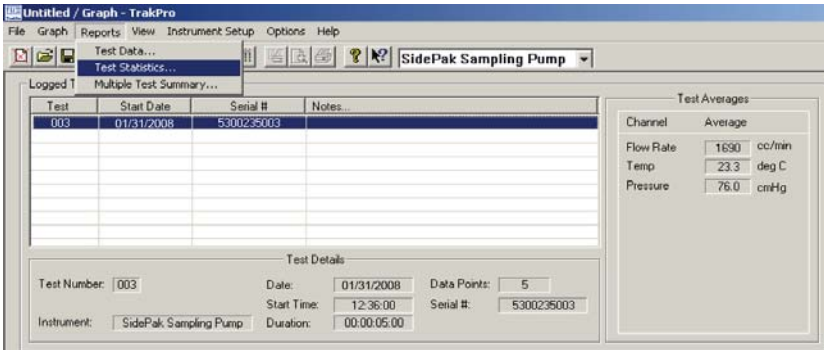 Untitled / Graph - TrakPro
File Graph Reports View Instrument Setup Options Help
Test Data...
Test Statistics...
Multiple Test Summary...
SidePak Sampling Pump
Logged T
Test Start Date Serial # Notes...
003 01/31/2008 5300235003
Test Averages
Channel Average
Flow Rate 1690 cc/min
Temp 23.3 deg C
Pressure 76.0 cmHg
Test Details
Test Number: 003 Date: 01/31/2008 Data Points: 5
Start Time: 12:36:00 Serial #: 5300235003
Instrument: SidePak Sampling Pump Duration: 00:00:05:00